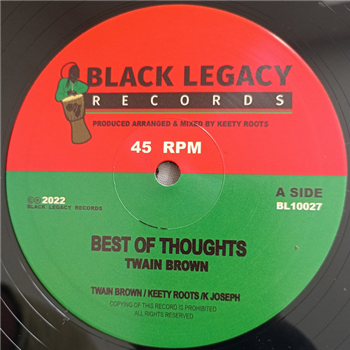 BLACK LEGACY
RECORDS
PRODUCED ARRANGED & MIXED BY KEETY ROOTS
45 RPM
©℗2022
BLACK LEGACY RECORDS
A SIDE
BL10027
BEST OF THOUGHTS
TWAIN BROWN
TWAIN BROWN / KEETY ROOTS /K JOSEPH
COPYING OF THIS RECORD IS PROHIBITED
ALL RIGHTS RESERVED